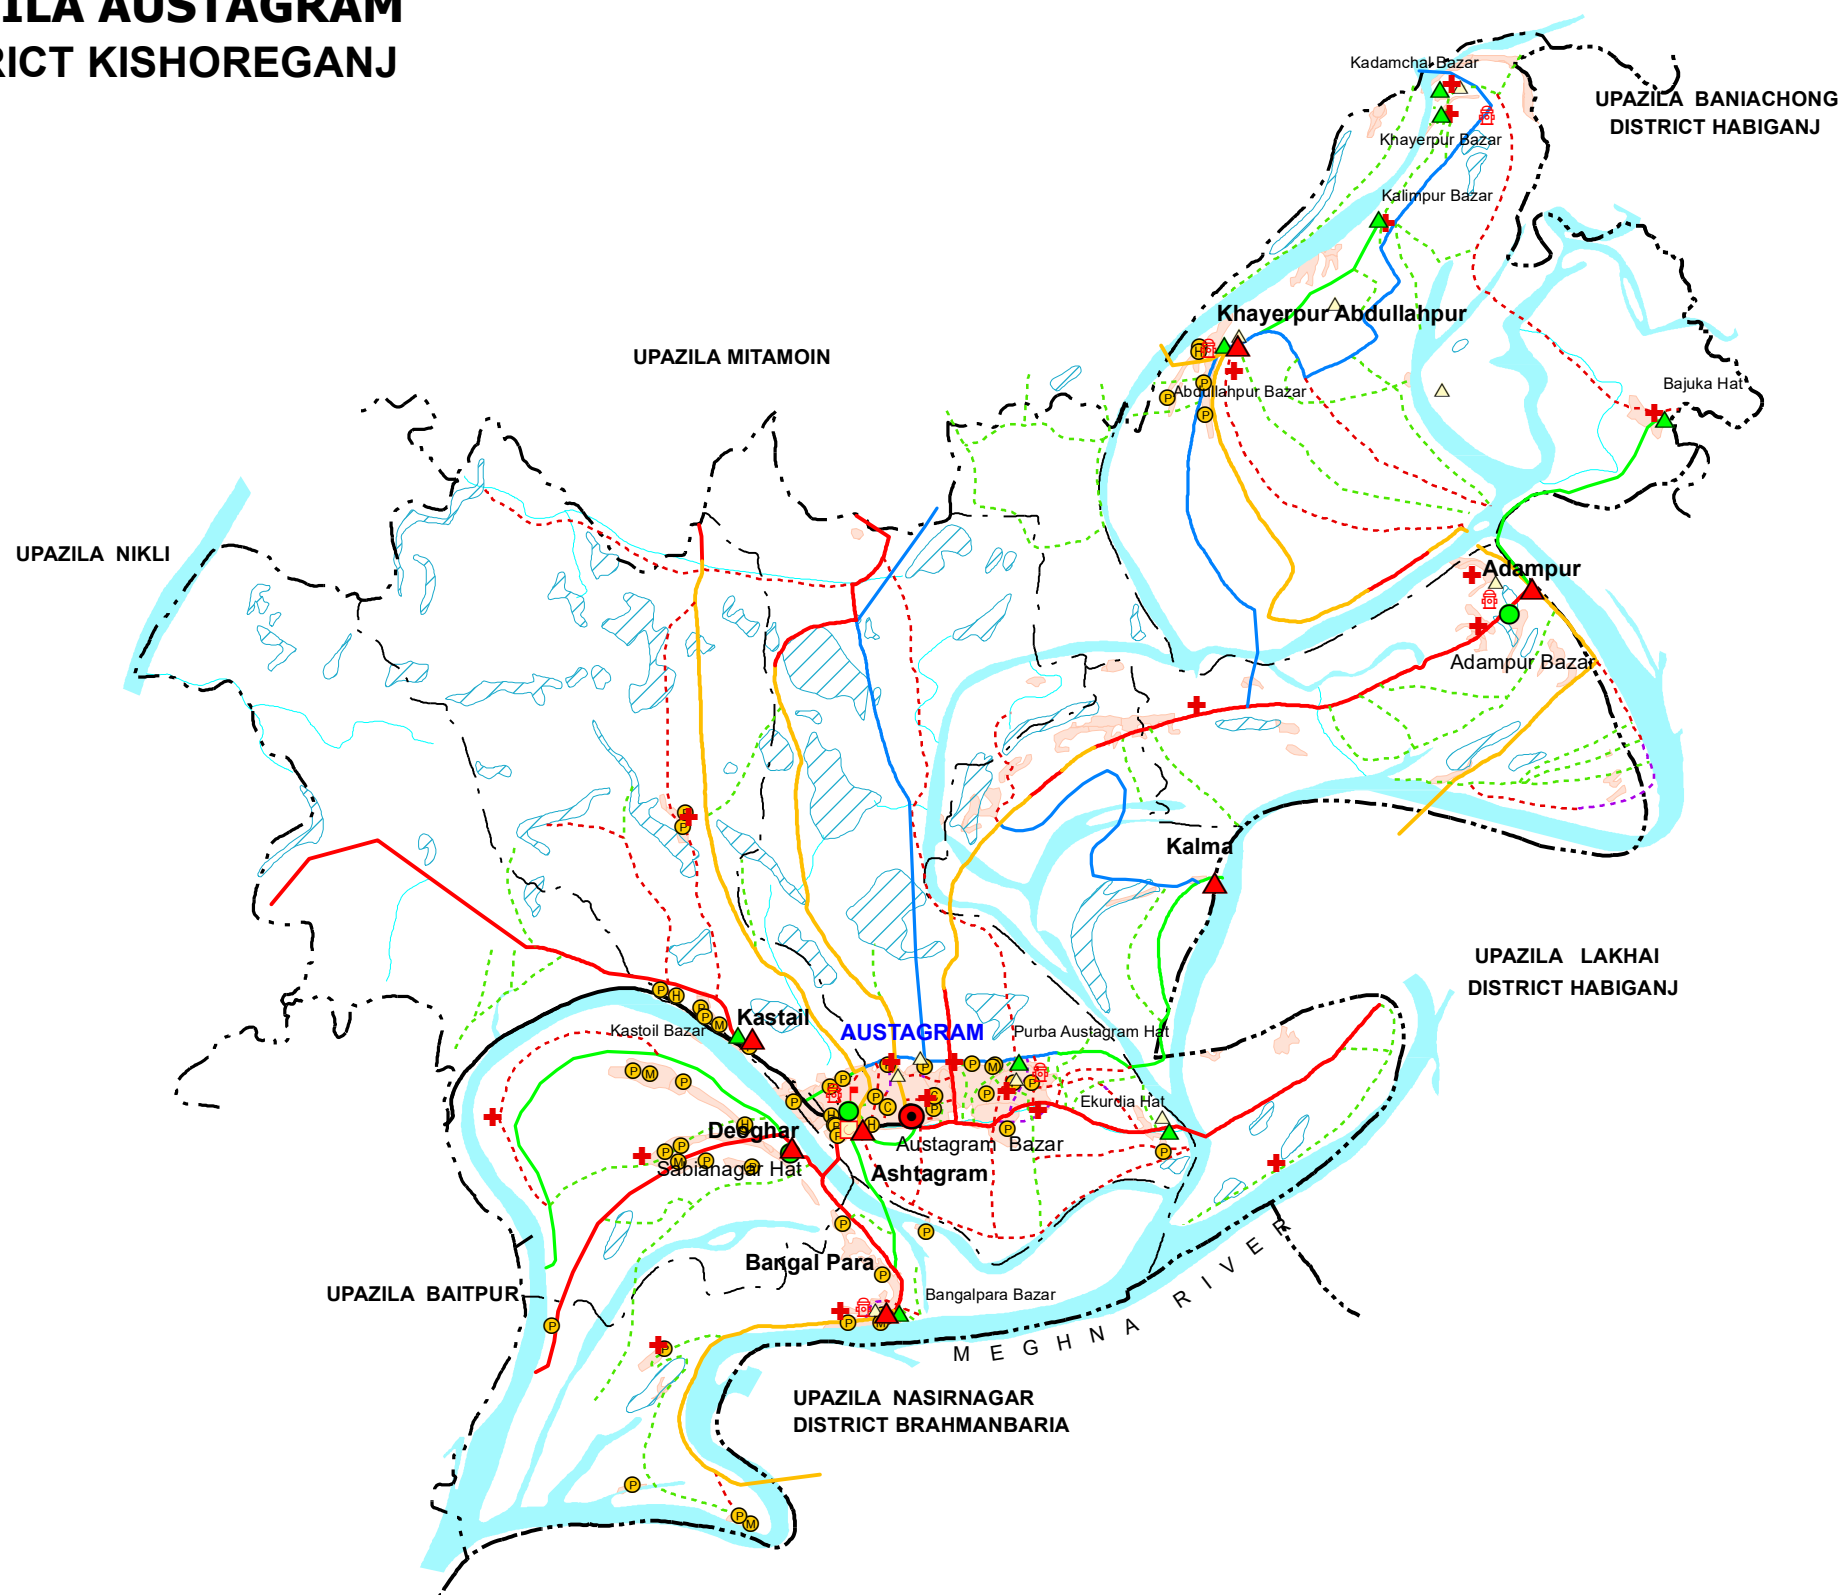 ILA AUSTAGRAM
RICT KISHOREGANJ
Kadamchal Bazar
UPAZILA BANIACHONG
DISTRICT HABIGANJ
Khayerpur Bazar
Kalimpur Bazar
Khayerpur Abdullahpur
UPAZILA MITAMOIN
Bajuka Hat
Abdullahpur Bazar
UPAZILA NIKLI
Adampur
Adampur Bazar
Kalma
UPAZILA LAKHAI
DISTRICT HABIGANJ
Kastail
Kastoil Bazar
AUSTAGRAM
Purba Austagram Hat
Ekurdia Hat
Deoghar
Austagram Bazar
Sabianagar Hat
Ashtagram
Bangal Para
UPAZILA BAITPUR
Bangalpara Bazar
MEGHNA RIVER
UPAZILA NASIRNAGAR
DISTRICT BRAHMANBARIA